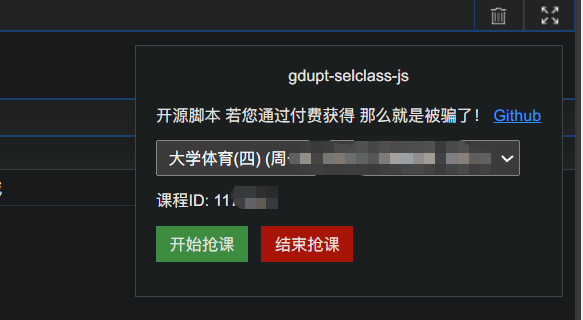 gdupt-selclass-js
开源脚本 若您通过付费获得 那么就是被骗了！ Github
大学体育(四) (周
课程ID: 11
开始抢课 结束抢课